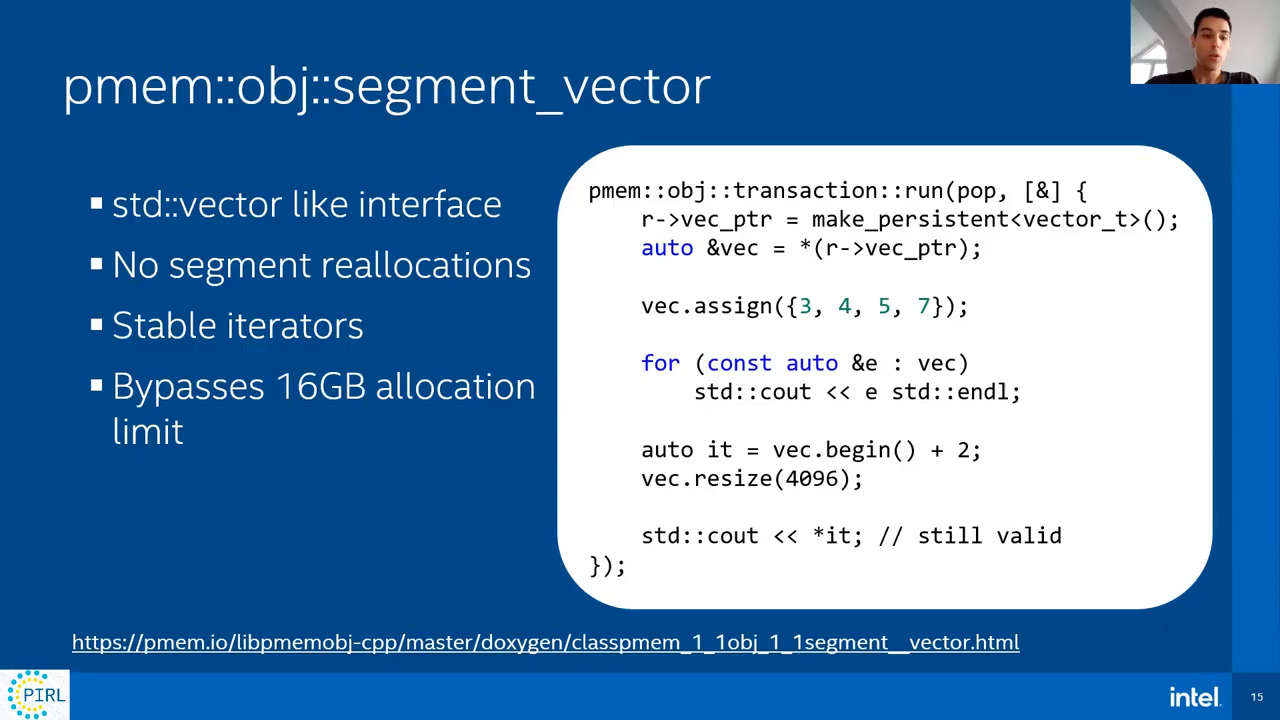 pmem::obj::segment_vector
▪ std::vector like interface
▪ No segment reallocations
▪ Stable iterators
▪ Bypasses 16GB allocation
limit
pmem::obj::transaction::run(pop, [&] {
r->vec_ptr = make_persistent<vector_t>();
auto &vec = *(r->vec_ptr);
vec.assign({3, 4, 5, 7});
for (const auto &e : vec)
std::cout << e std::endl;
auto it = vec.begin() + 2;
vec.resize(4096);
std::cout << *it; // still valid
});
https://pmem.io/libpmemobj-cpp/master/doxygen/classpmem_1_1obj_1_1segment__vector.html
PIRL
intel.
15